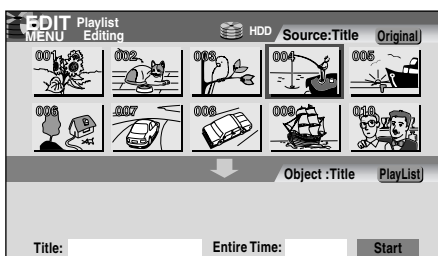 EDIT MENU
Playlist Editing
HDD
Source:Title
Original
001 002 003 004 005
006 007 008 009 010
Object :Title
PlayList
Title:
Entire Time:
Start